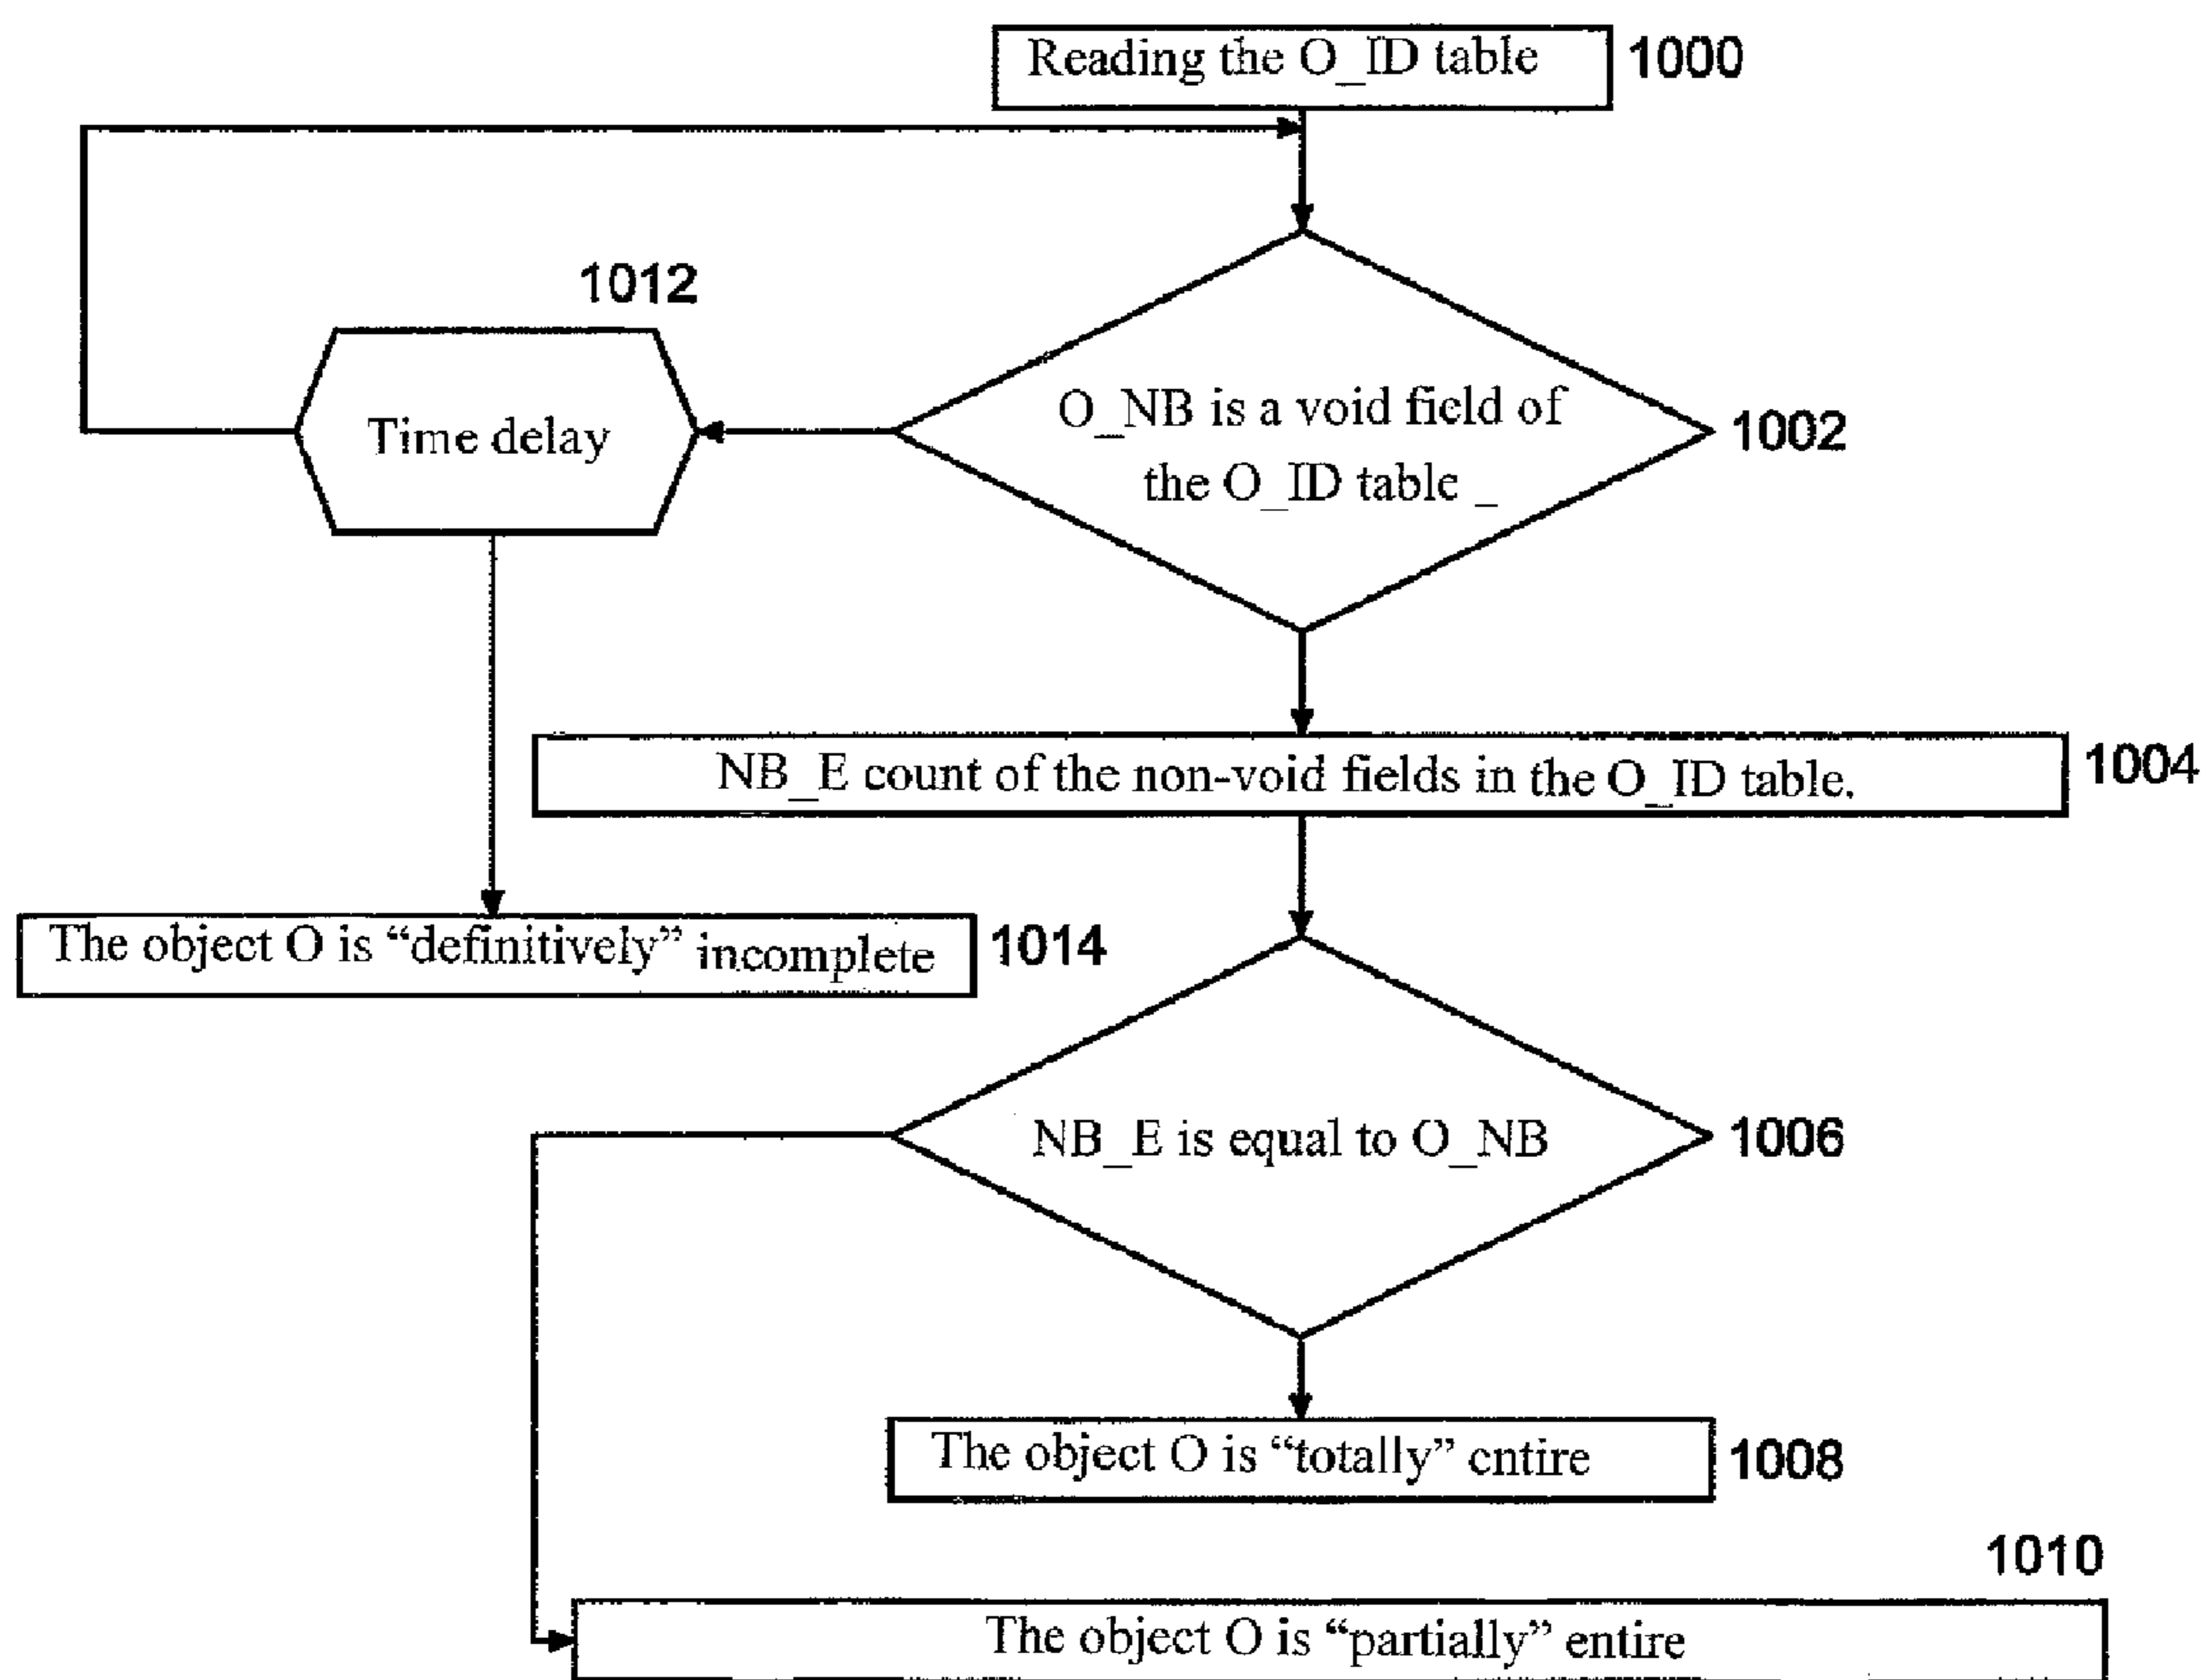 Reading the O_ID table
1000
1012
Time delay
O_NB is a void field of
the O_ID table _
1002
NB_E count of the non-void fields in the O_ID table.
1004
The object O is “definitively” incomplete
1014
NB_E is equal to O_NB
1006
The object O is “totally” entire
1008
1010
The object O is “partially” entire